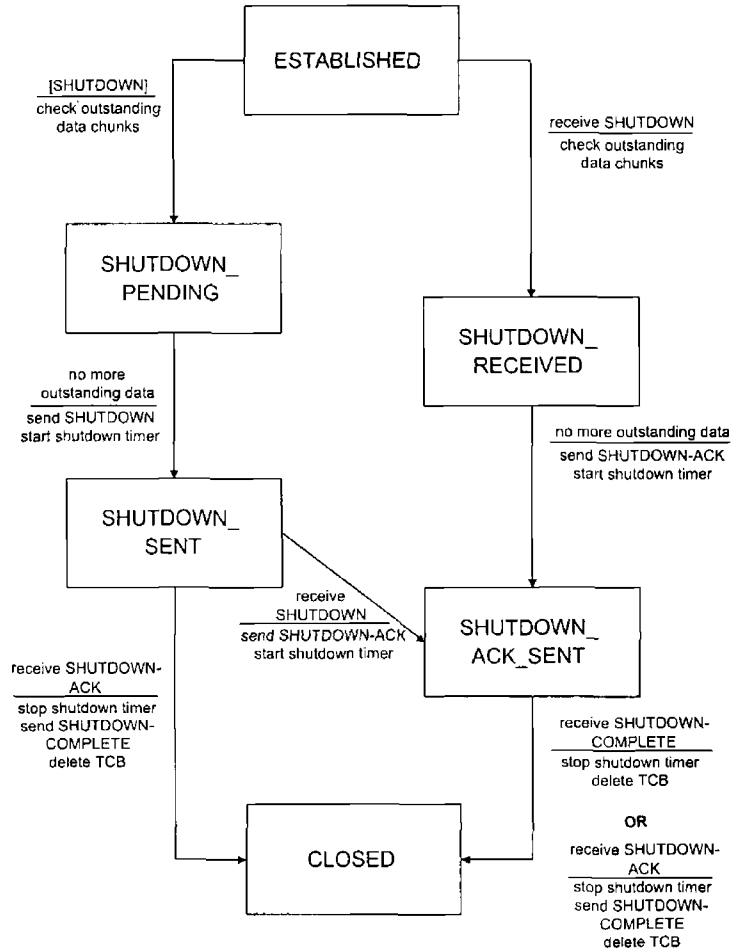 ESTABLISHED
[SHUTDOWN]
check outstanding
data chunks
receive SHUTDOWN
check outstanding
data chunks
SHUTDOWN_
PENDING
SHUTDOWN_
RECEIVED
no more
outstanding data
send SHUTDOWN
start shutdown timer
no more outstanding data
send SHUTDOWN-ACK
start shutdown timer
SHUTDOWN_
SENT
receive
SHUTDOWN
send SHUTDOWN-ACK
start shutdown timer
SHUTDOWN_
ACK_SENT
receive SHUTDOWN-
ACK
stop shutdown timer
send SHUTDOWN-
COMPLETE
delete TCB
receive SHUTDOWN-
COMPLETE
stop shutdown timer
delete TCB
OR
receive SHUTDOWN-
ACK
stop shutdown timer
send SHUTDOWN-
COMPLETE
delete TCB
CLOSED